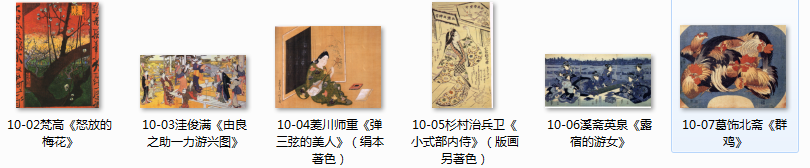 10-02梵高《怒放的
梅花》
10-03洼俊满《由良
之助一力游兴图》
10-04菱川师重《弹
三弦的美人》（绢本
著色）
10-05杉村治兵卫《
小式部内侍》（版画
另著色）
10-06溪斋英泉《露
宿的游女》
10-07葛饰北斋《群
鸡》